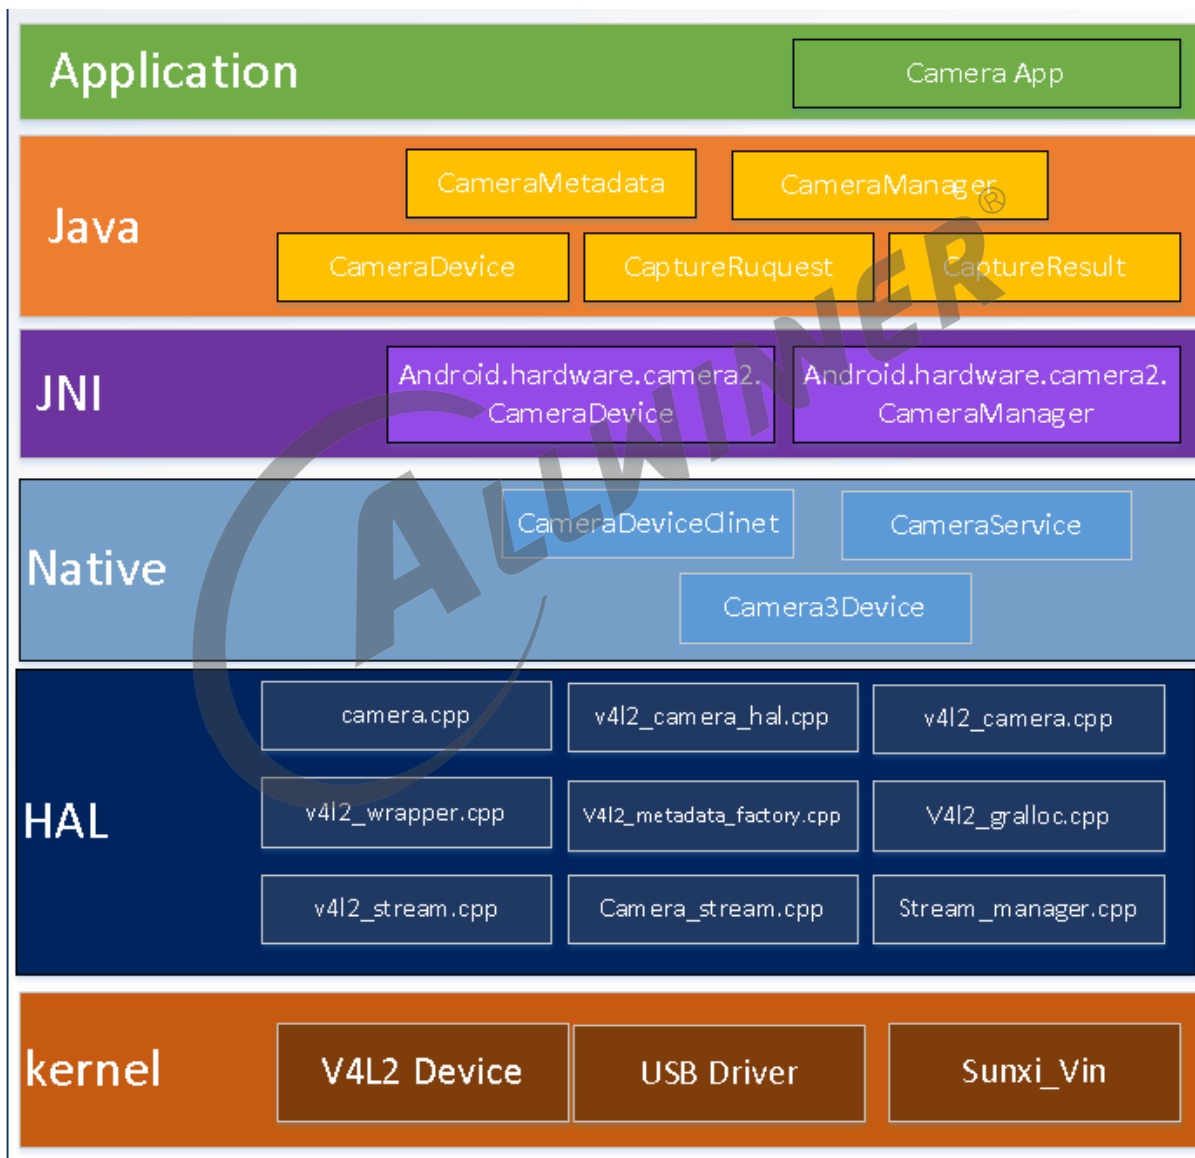 Application
Camera App
Java
CameraMetadata
CameraManager
CameraDevice
CaptureRuquest
CaptureResult
JNI
Android.hardware.camera2.
CameraDevice
Android.hardware.camera2.
CameraManager
Native
CameraDeviceClinet
CameraService
Camera3Device
HAL
camera.cpp
v4l2_camera_hal.cpp
v4l2_camera.cpp
v4l2_wrapper.cpp
V4l2_metadata_factory.cpp
V4l2_gralloc.cpp
v4l2_stream.cpp
Camera_stream.cpp
Stream_manager.cpp
kernel
V4L2 Device
USB Driver
Sunxi_Vin
ALLWINNER®